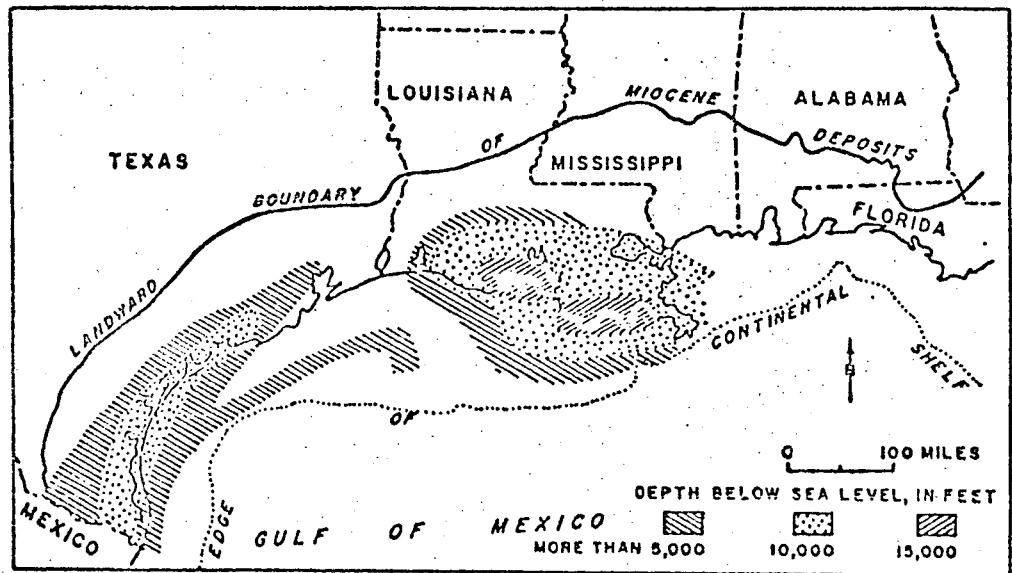 LOUISIANA
ALABAMA
MIOCENE
TEXAS
OF
DEPOSITS
MISSISSIPPI
BOUNDARY
FLORIDA
LANDWARD
CONTINENTAL
SHELF
OF
0 100 MILES
DEPTH BELOW SEA LEVEL, IN FEET
MEXICO
EDGE
GULF OF MEXICO
MORE THAN 5,000 10,000 15,000